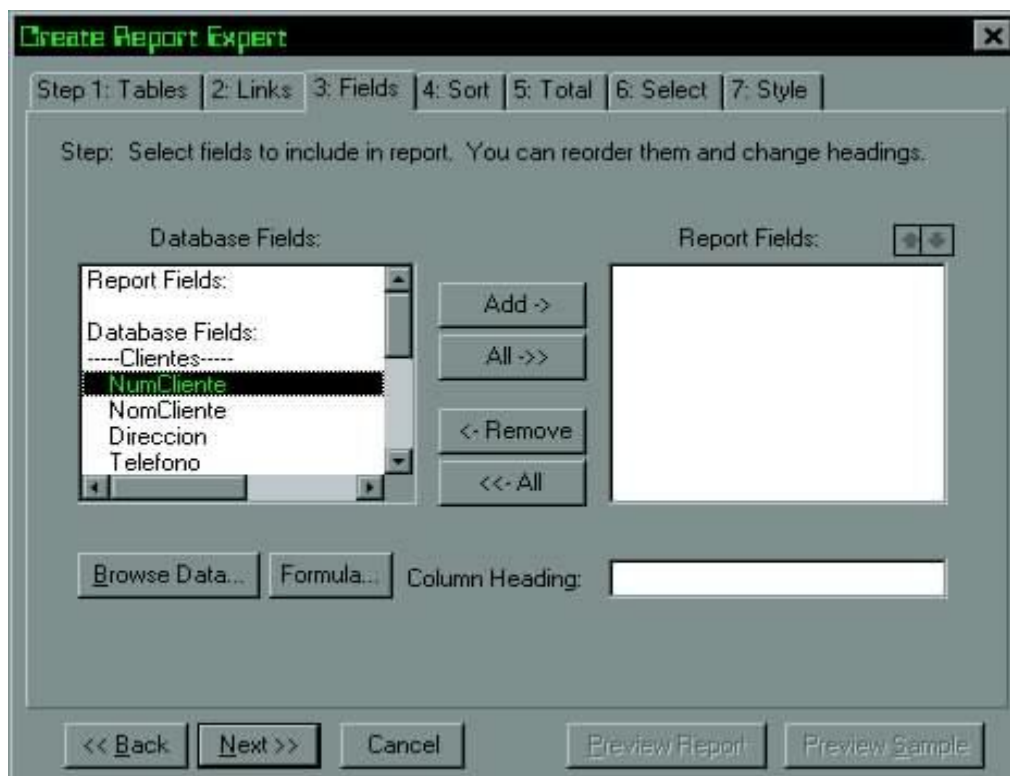 Create Report Expert
Step 1: Tables 2: Links 3: Fields 4: Sort 5: Total 6: Select 7: Style
Step: Select fields to include in report. You can reorder them and change headings.
Database Fields:
Report Fields:
Report Fields:
Database Fields:
-----Clientes-----
NumCliente
NomCliente
Direccion
Telefono
Add ->
All ->>
<- Remove
<<- All
Browse Data...
Formula...
Column Heading:
<< Back
Next >>
Cancel
Preview Report
Preview Sample